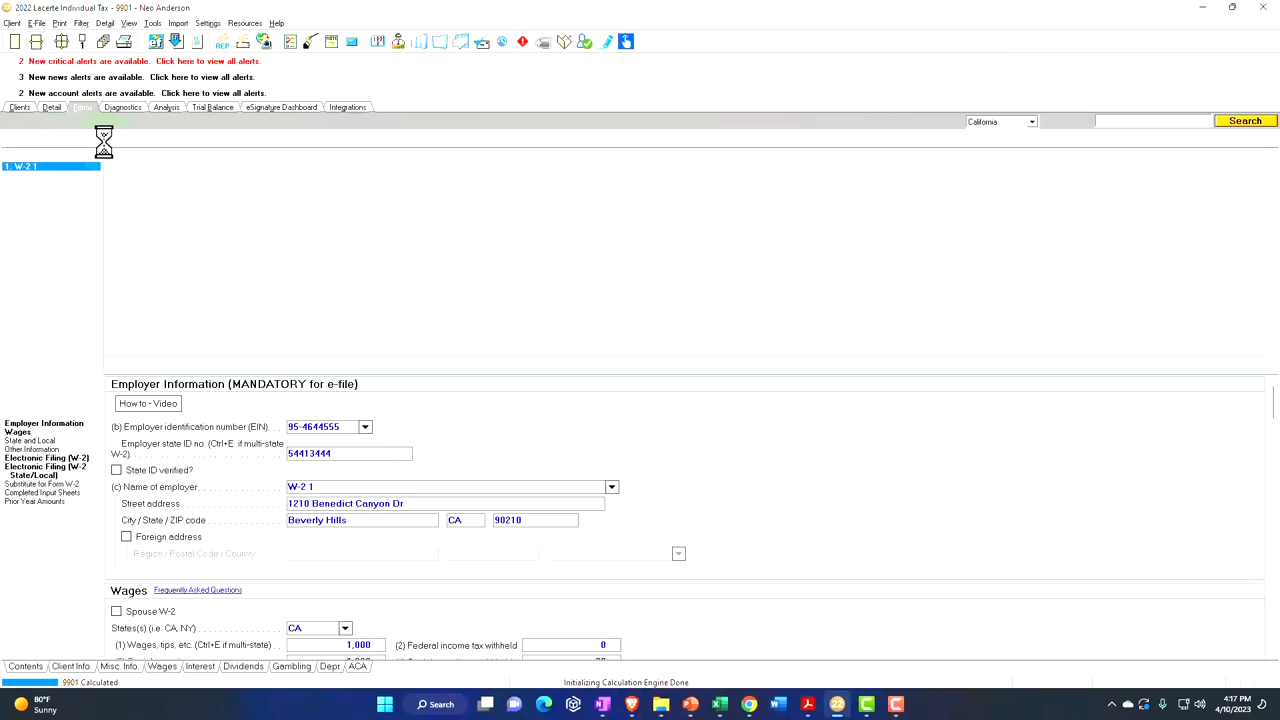 2022 Lacerte Individual Tax - 9901 - Neo Anderson
Client E-File Print Filter Detail View Tools Import Settings Resources Help
REP
2 New critical alerts are available. Click here to view all alerts.
3 New news alerts are available. Click here to view all alerts.
2 New account alerts are available. Click here to view all alerts.
Clients Detail Forms Diagnostics Analysis Trial Balance eSignature Dashboard Integrations
California Search
1. W-2 1
Employer Information (MANDATORY for e-file)
How to - Video
(b) Employer identification number (EIN). 95-4644555
Employer state ID no. (Ctrl+E if multi-state
W-2). 54413444
State ID verified?
(c) Name of employer W-2 1
Street address 1210 Benedict Canyon Dr
City / State / ZIP code Beverly Hills CA 90210
Foreign address
Region / Postal Code / Country
Employer Information
Wages
State and Local
Other Information
Electronic Filing (W-2)
Electronic Filing (W-2
State/Local)
Substitute for Form W-2
Completed Input Sheets
Prior Year Amounts
Wages Frequently Asked Questions
Spouse W-2
States(s) (i.e. CA, NY) CA
(1) Wages, tips, etc. (Ctrl+E if multi-state) 1,000 (2) Federal income tax withheld 0
Contents Client Info. Misc. Info. Wages Interest Dividends Gambling Depr ACA
9901 Calculated Initializing Calculation Engine Done
80°F
Sunny
Search
22
4:17 PM
4/10/2023